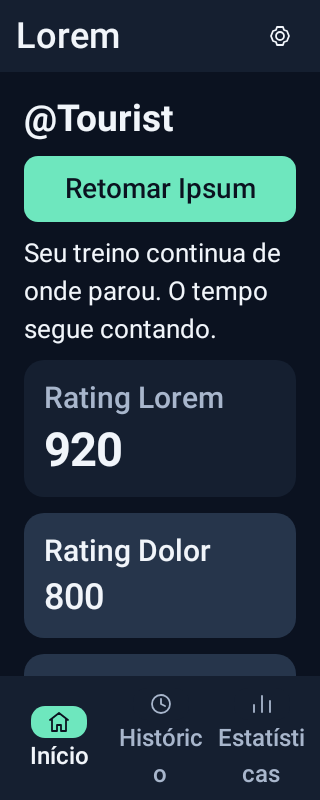 Lorem
@Tourist
Retomar Ipsum
Seu treino continua de
onde parou. O tempo
segue contando.
Rating Lorem
920
Rating Dolor
800
Início
Históric
o
Estatísti
cas